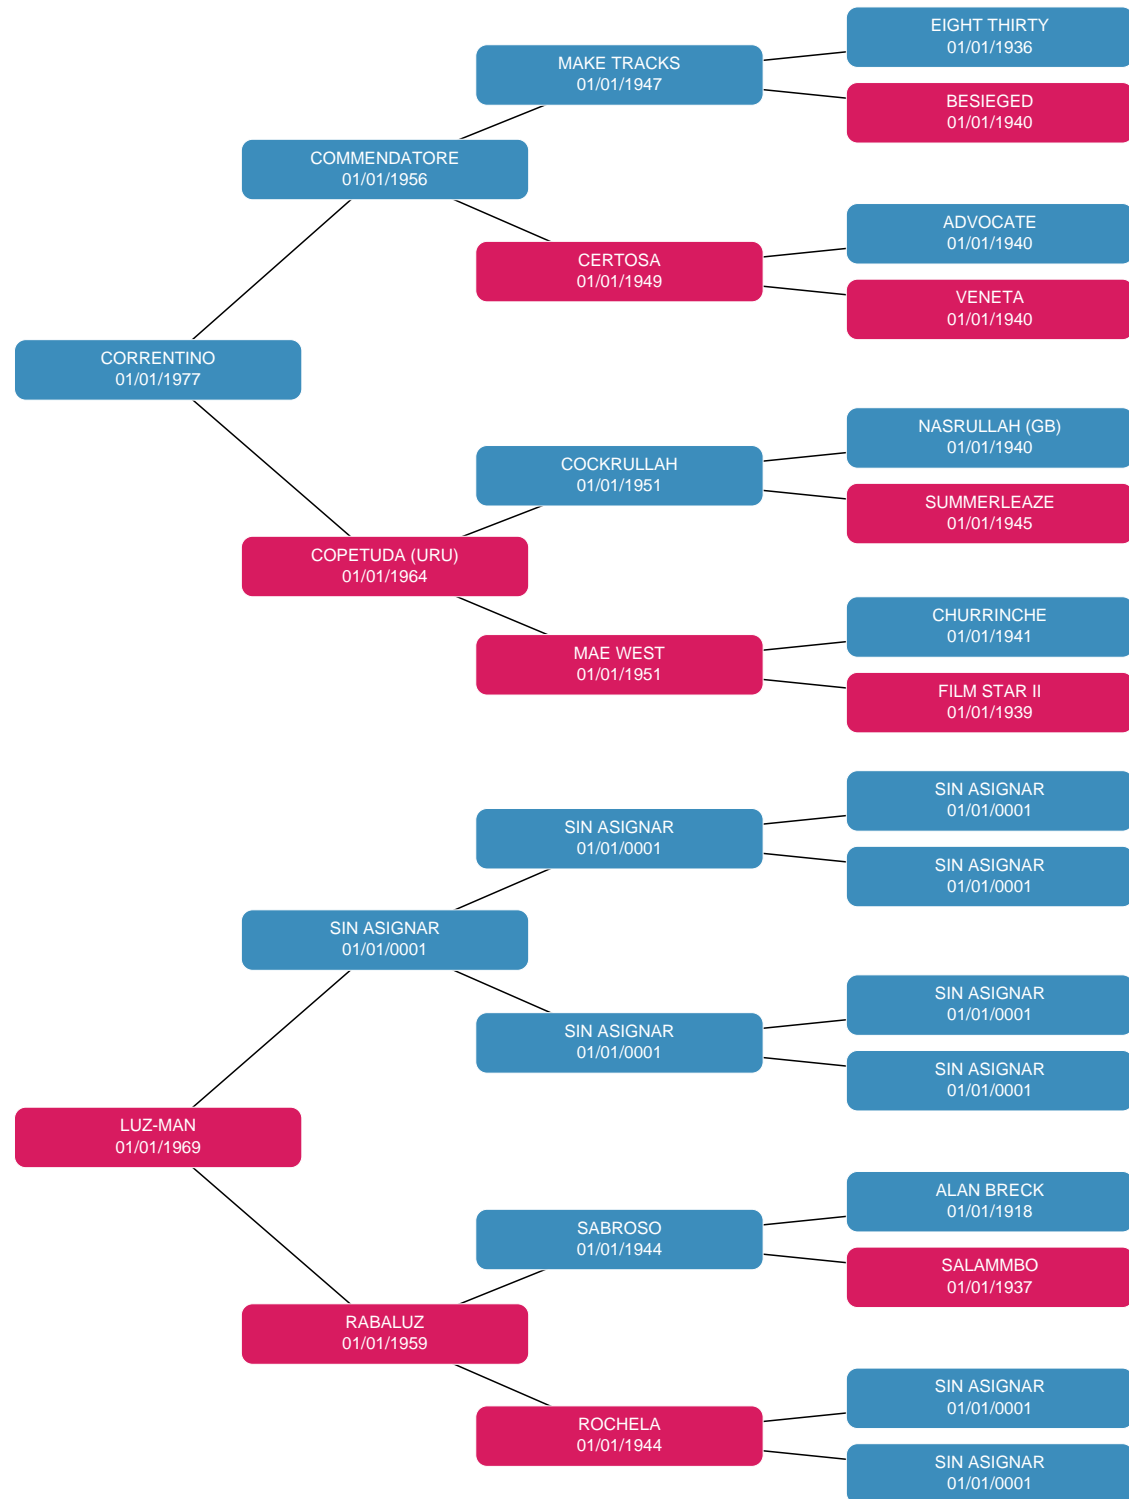 EIGHT THIRTY
01/01/1936
MAKE TRACKS
01/01/1947
BESIEGED
01/01/1940
COMMENDATORE
01/01/1956
ADVOCATE
01/01/1940
CERTOSA
01/01/1949
VENETA
01/01/1940
CORRENTINO
01/01/1977
NASRULLAH (GB)
01/01/1940
COCKRULLAH
01/01/1951
SUMMERLEAZE
01/01/1945
COPETUDA (URU)
01/01/1964
CHURRINCHE
01/01/1941
MAE WEST
01/01/1951
FILM STAR II
01/01/1939
SIN ASIGNAR
01/01/0001
SIN ASIGNAR
01/01/0001
SIN ASIGNAR
01/01/0001
SIN ASIGNAR
01/01/0001
SIN ASIGNAR
01/01/0001
SIN ASIGNAR
01/01/0001
SIN ASIGNAR
01/01/0001
LUZ-MAN
01/01/1969
ALAN BRECK
01/01/1918
SABROSO
01/01/1944
SALAMMBO
01/01/1937
RABALUZ
01/01/1959
SIN ASIGNAR
01/01/0001
ROCHELA
01/01/1944
SIN ASIGNAR
01/01/0001